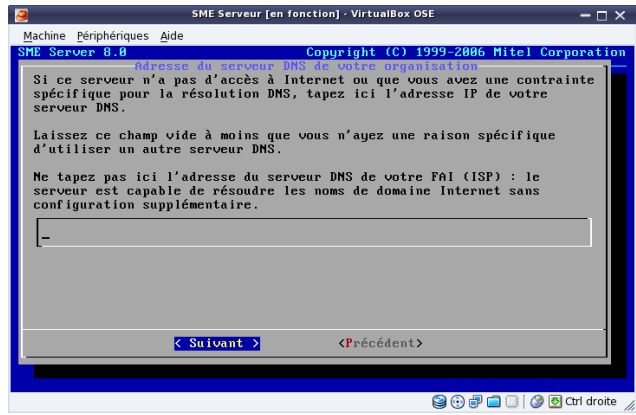 SME Serveur [en fonction] - VirtualBox OSE
Machine Périphériques Aide
SME Server 8.0 Copyright (C) 1999-2006 Mitel Corporation
Adresse du serveur DNS de votre organisation
Si ce serveur n'a pas d'accès à Internet ou que vous avez une contrainte
spécifique pour la résolution DNS, tapez ici l'adresse IP de votre
serveur DNS.
Laissez ce champ vide à moins que vous n'ayez une raison spécifique
d'utiliser un autre serveur DNS.
Ne tapez pas ici l'adresse du serveur DNS de votre FAI (ISP) : le
serveur est capable de résoudre les noms de domaine Internet sans
configuration supplémentaire.
< Suivant > <Précédent>
Ctrl droite